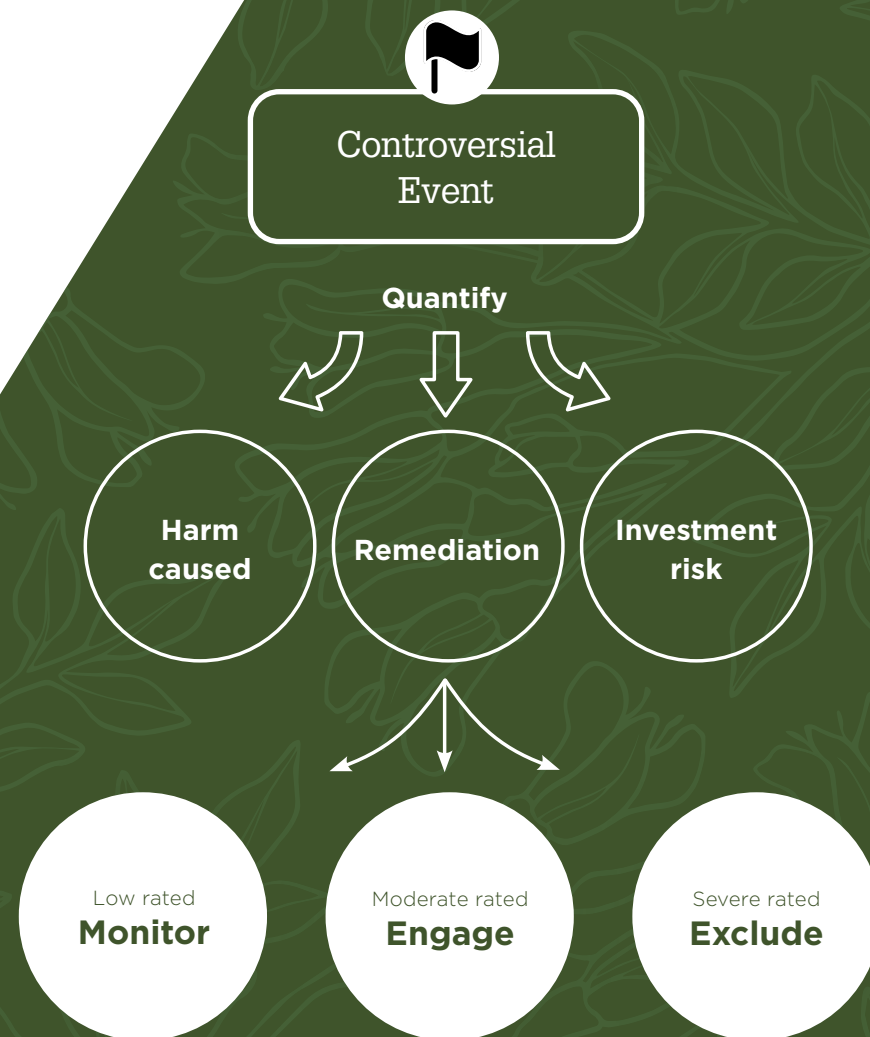 Controversial
Event
Quantify
Harm
caused
Remediation
Investment
risk
Low rated
Monitor
Moderate rated
Engage
Severe rated
Exclude